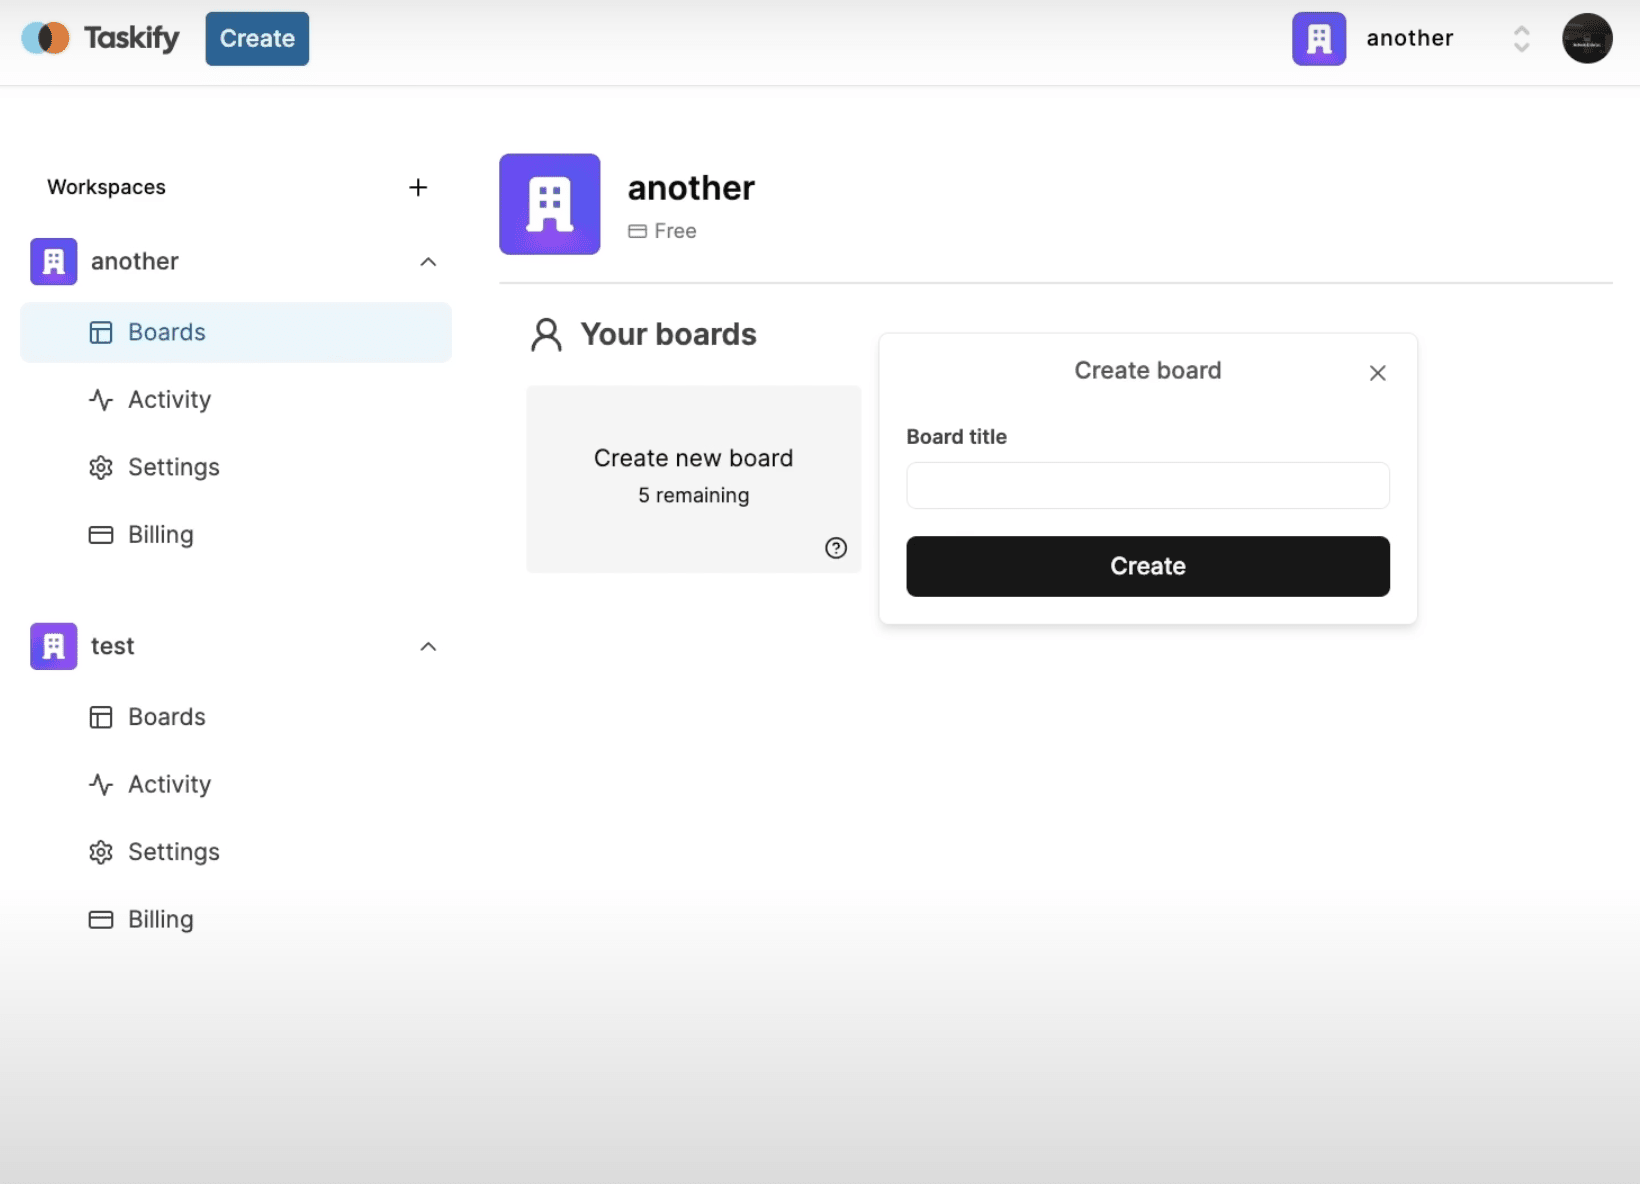 Taskify
Create
another
Workspaces
another
Boards
Activity
Settings
Billing
test
Boards
Activity
Settings
Billing
another
Free
Your boards
Create new board
5 remaining
Create board
Board title
Create